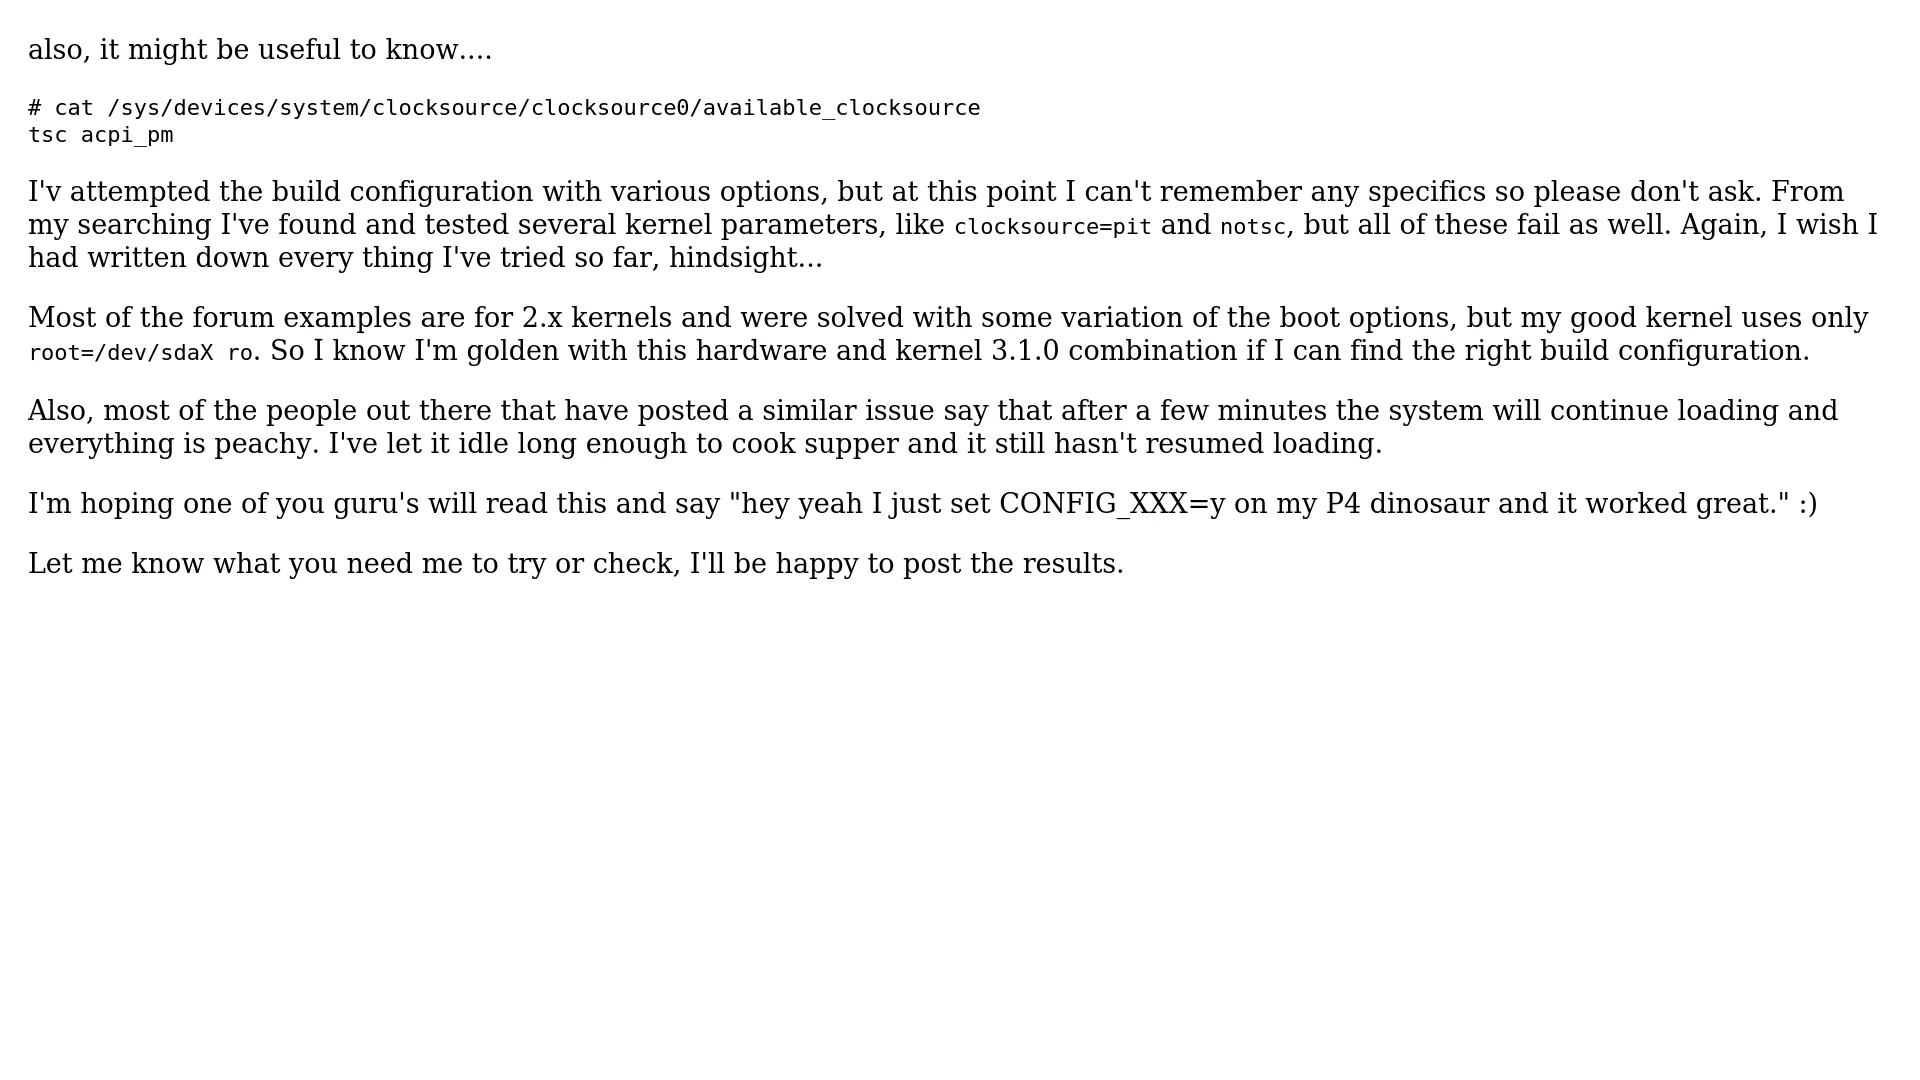 also, it might be useful to know....
# cat /sys/devices/system/clocksource/clocksource0/available_clocksource
tsc acpi_pm
I'v attempted the build configuration with various options, but at this point I can't remember any specifics so please don't ask. From
my searching I've found and tested several kernel parameters, like clocksource=pit and notsc, but all of these fail as well. Again, I wish I
had written down every thing I've tried so far, hindsight...
Most of the forum examples are for 2.x kernels and were solved with some variation of the boot options, but my good kernel uses only
root=/dev/sdaX ro. So I know I'm golden with this hardware and kernel 3.1.0 combination if I can find the right build configuration.
Also, most of the people out there that have posted a similar issue say that after a few minutes the system will continue loading and
everything is peachy. I've let it idle long enough to cook supper and it still hasn't resumed loading.
I'm hoping one of you guru's will read this and say "hey yeah I just set CONFIG_XXX=y on my P4 dinosaur and it worked great." :)
Let me know what you need me to try or check, I'll be happy to post the results.